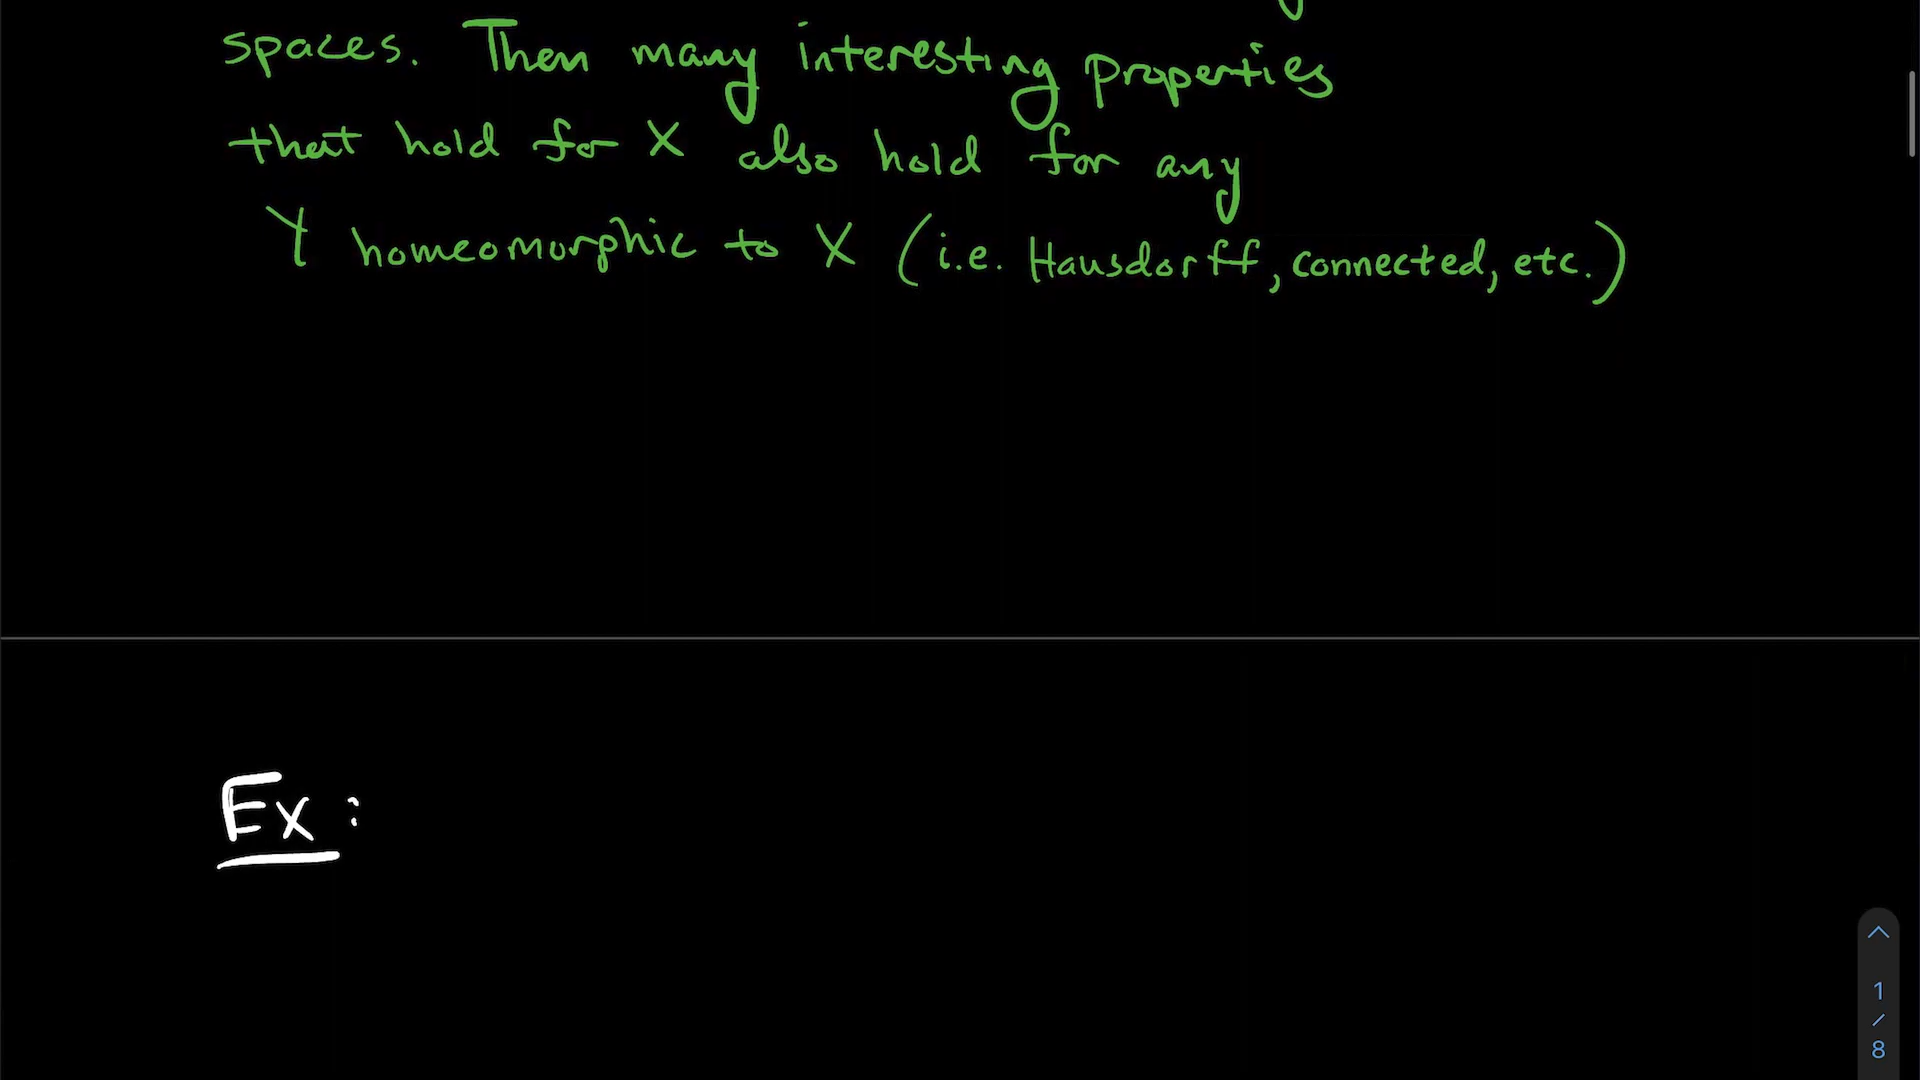 spaces. Then many interesting properties
that hold for X also hold for any
Y homeomorphic to X (i.e. Hausdorff, connected, etc.)
Ex:
1
/
8